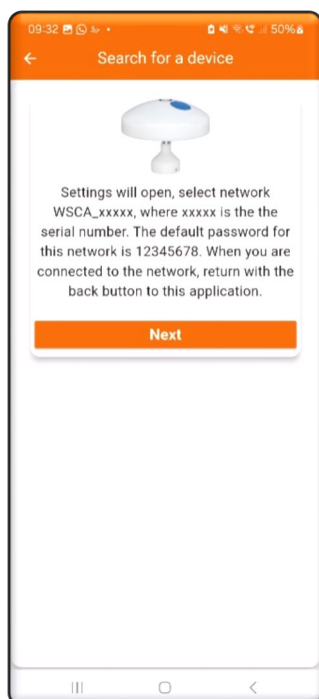 09:32
50%
Search for a device
Settings will open, select network
WSCA_xxxxx, where xxxxx is the the
serial number. The default password for
this network is 12345678. When you are
connected to the network, return with the
back button to this application.
Next